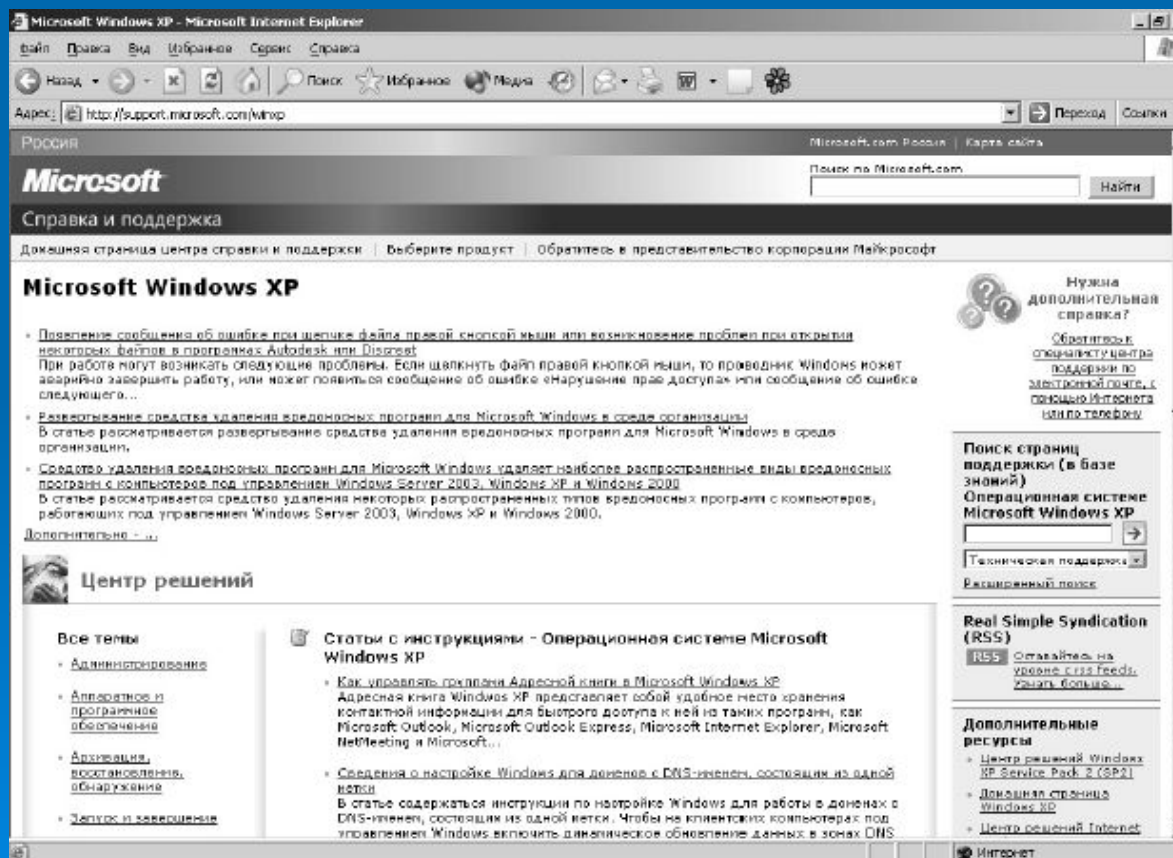 Microsoft Windows XP - Microsoft Internet Explorer
Файл Правка Вид Избранное Сервис Справка
Назад Поиск Избранное Медиа
Адрес: http://support.microsoft.com/winxp Переход Ссылки
Россия Microsoft.com Россия | Карта сайта
Microsoft
Поиск по Microsoft.com
Найти
Справка и поддержка
Домашняя страница центра справки и поддержки | Выберите продукт | Обратитесь в представительство корпорации Майкрософт
Microsoft Windows XP
Появление сообщения об ошибке при щелчке файла правой кнопкой мыши или возникновение проблем при открытии
некоторых файлов в программах Autodesk или Discreet
При работе могут возникать следующие проблемы. Если щелкнуть файл правой кнопкой мыши, то проводник Windows может
аварийно завершить работу, или может появиться сообщение об ошибке «Нарушение прав доступа» или сообщение об ошибке
следующего...
Развертывание средства удаления вредоносных программ для Microsoft Windows в среде организации
В статье рассматривается развертывание средства удаления вредоносных программ для Microsoft Windows в среде
организации.
Средство удаления вредоносных программ для Microsoft Windows удаляет наиболее распространенные виды вредоносных
программ с компьютеров под управлением Windows Server 2003, Windows XP и Windows 2000
В статье рассматривается средство удаления некоторых распространенных типов вредоносных программ с компьютеров,
работающих под управлением Windows Server 2003, Windows XP и Windows 2000.
Дополнительно - ...
Центр решений
Все темы
Администрирование
Аппаратное и
программное
обеспечение
Архивация,
восстановление,
обнаружение
Запуск и завершение
Статьи с инструкциями - Операционная системе Microsoft
Windows XP
Как управлять группами Адресной книги в Microsoft Windows XP
Адресная книга Windwos XP представляет собой удобное место хранения
контактной информации для быстрого доступа к ней из таких программ, как
Microsoft Outlook, Microsoft Outlook Express, Microsoft Internet Explorer, Microsoft
NetMeeting и Microsoft...
Сведения о настройке Windows для доменов с DNS-именем, состоящим из одной
метки
В статье содержаться инструкции по настройке Windows для работы в доменах с
DNS-именем, состоящим из одной метки. Чтобы на клиентских компьютерах под
управлением Windows включить динамическое обновление данных в зонах DNS
Нужна
дополнительная
справка?
Обратитесь к
специалисту центра
поддержки по
электронной почте, с
помощью Интернета
или по телефону
Поиск страниц
поддержки (в базе
знаний)
Операционная системе
Microsoft Windows XP
Техническая поддержка
Расширенный поиск
Real Simple Syndication
(RSS)
RSS Оставайтесь на
уровне с rss feeds.
Узнать больше...
Дополнительные
ресурсы
Центр решений Windows
XP Service Pack 2 (SP2)
Домашняя страница
Windows XP
Центр решений Internet
Интернет